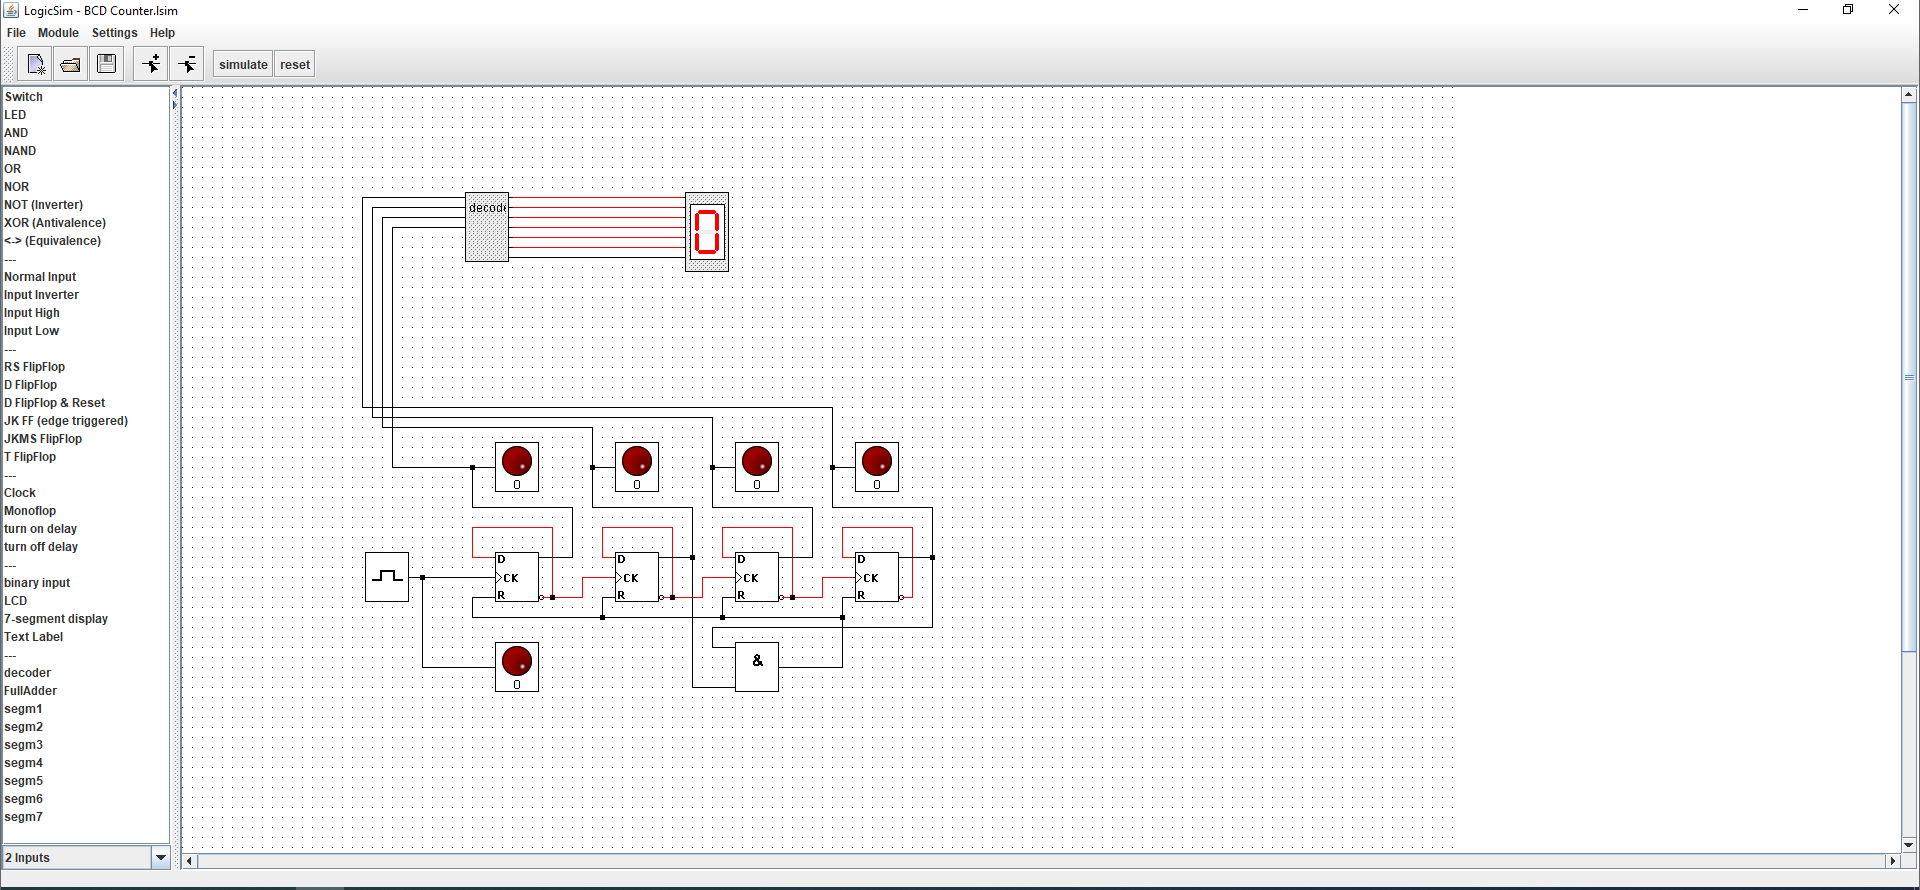 LogicSim - BCD Counter.lsim
File Module Settings Help
simulate reset
Switch
LED
AND
NAND
OR
NOR
NOT (Inverter)
XOR (Antivalence)
<-> (Equivalence)
---
Normal Input
Input Inverter
Input High
Input Low
---
RS FlipFlop
D FlipFlop
D FlipFlop & Reset
JK FF (edge triggered)
JKMS FlipFlop
T FlipFlop
---
Clock
Monoflop
turn on delay
turn off delay
---
binary input
LCD
7-segment display
Text Label
---
decoder
FullAdder
segm1
segm2
segm3
segm4
segm5
segm6
segm7
2 Inputs
0
0 0 0 0
D D D D
CK CK CK CK
R R R R
&
0